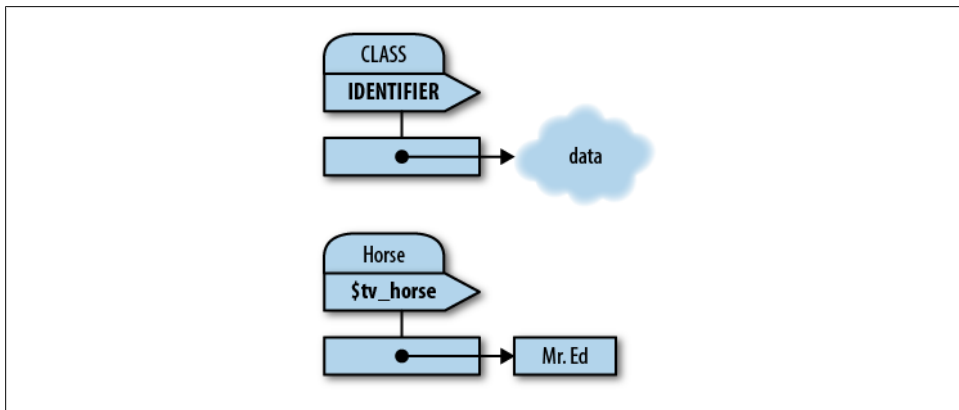 CLASS
IDENTIFIER
data
Horse
$tv_horse
Mr. Ed